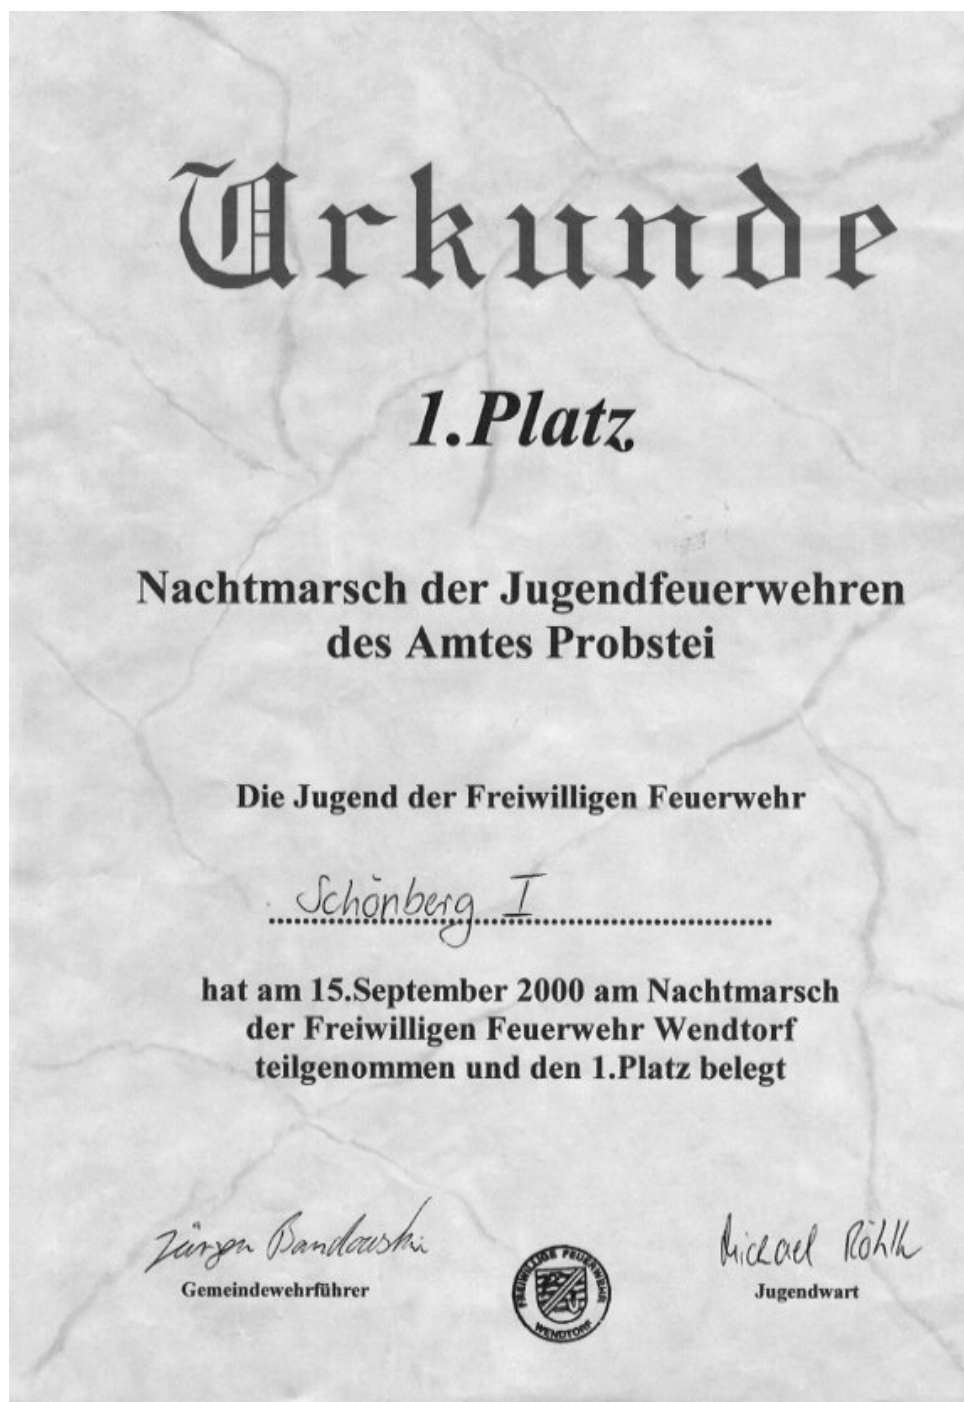 Urkunde
1.Platz
Nachtmarsch der Jugendfeuerwehren
des Amtes Probstei
Die Jugend der Freiwilligen Feuerwehr
Schönberg I
hat am 15.September 2000 am Nachtmarsch
der Freiwilligen Feuerwehr Wendtorf
teilgenommen und den 1.Platz belegt
Jürgen Bandowski
Michael
Gemeindewehrführer
Jugendwart
FREIWILLIGE FEUERWEHR
WENDTORF